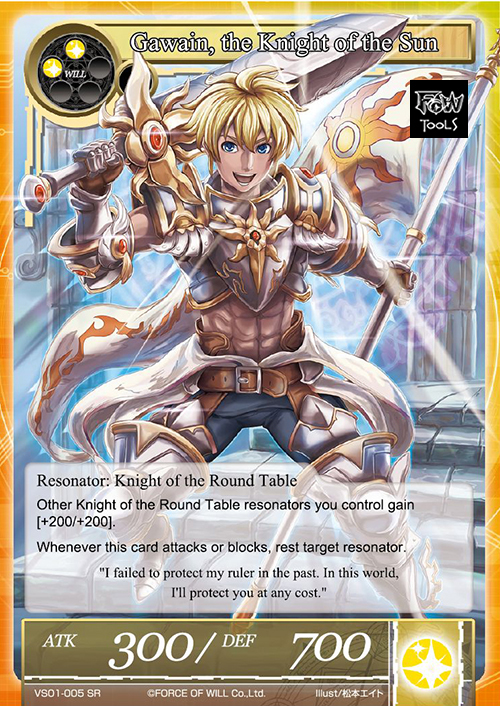 Gawain, the Knight of the Sun
WILL
FOW
TOOLS
Resonator: Knight of the Round Table
Other Knight of the Round Table resonators you control gain
[+200/+200].
Whenever this card attacks or blocks, rest target resonator.
"I failed to protect my ruler in the past. In this world,
I'll protect you at any cost."
ATK 300/ DEF 700
VS01-005 SR ©FORCE OF WILL Co.,Ltd. Illust/松本エイト